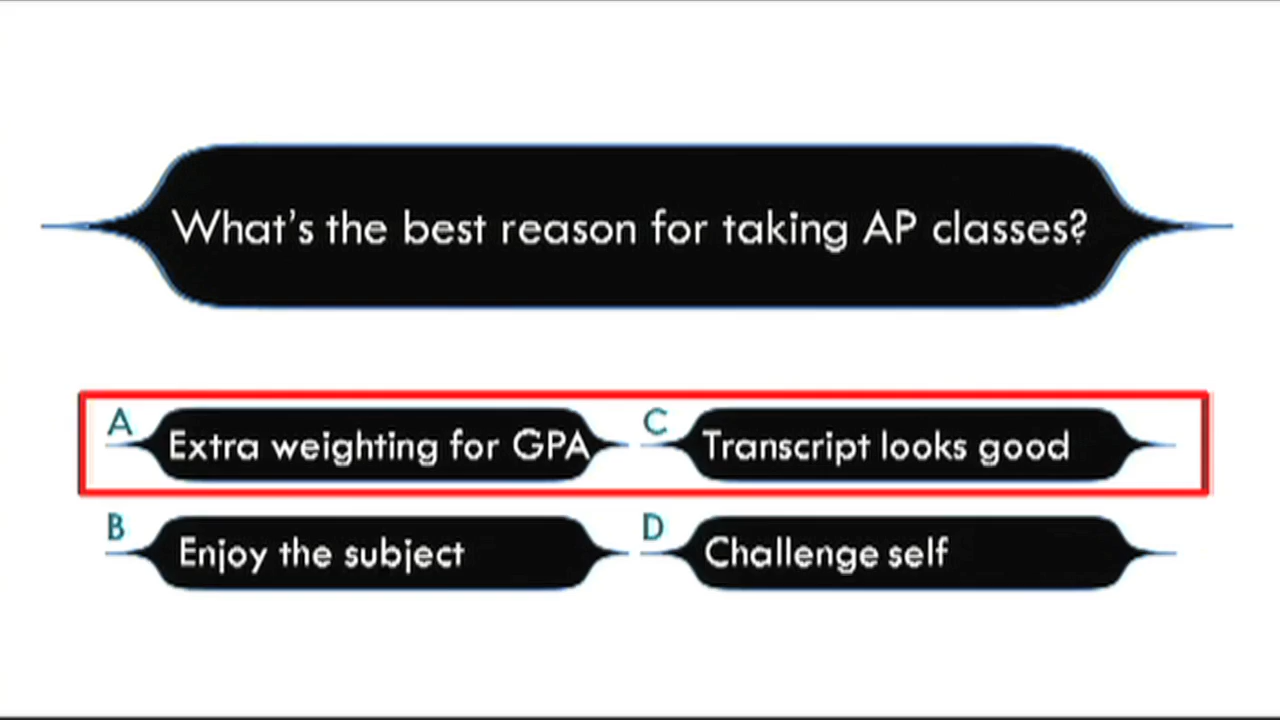 What's the best reason for taking AP classes?
A Extra weighting for GPA
C Transcript looks good
B Enjoy the subject
D Challenge self